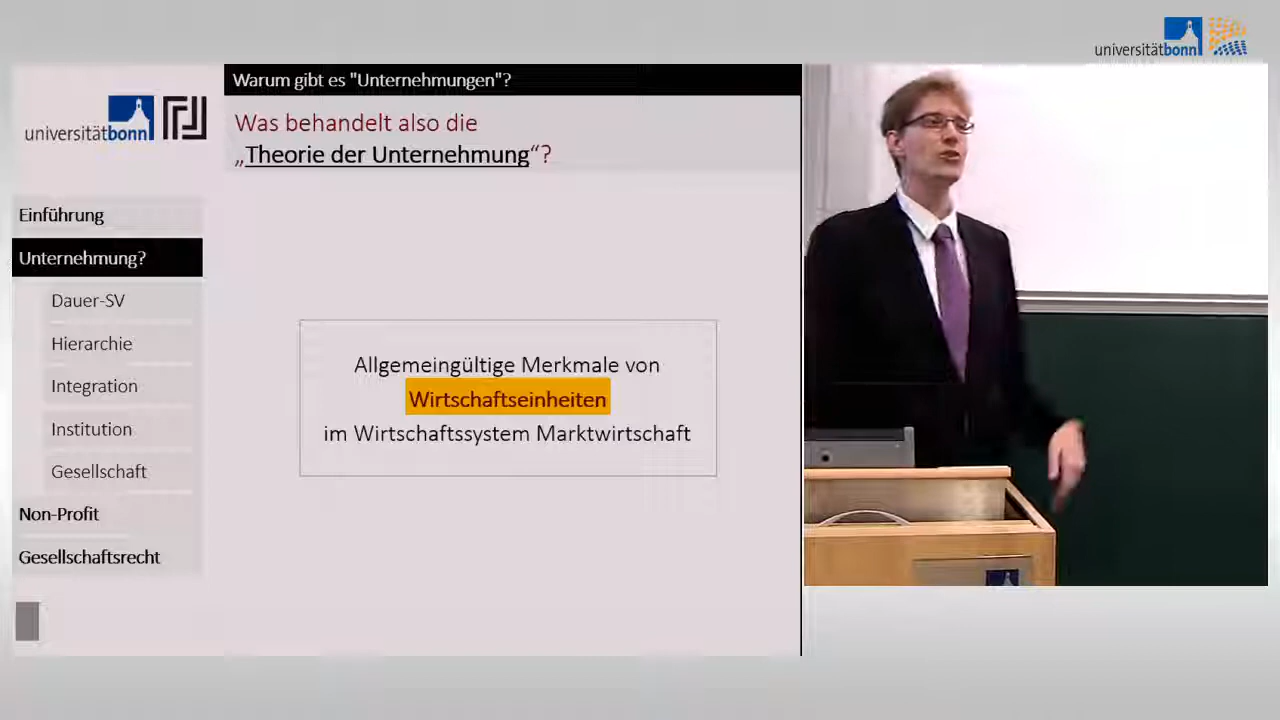 universitätbonn
Warum gibt es "Unternehmungen"?
universitätbonn
Was behandelt also die
„Theorie der Unternehmung“?
Einführung
Unternehmung?
Dauer-SV
Hierarchie
Integration
Institution
Gesellschaft
Non-Profit
Gesellschaftsrecht
Allgemeingültige Merkmale von
Wirtschaftseinheiten
im Wirtschaftssystem Marktwirtschaft